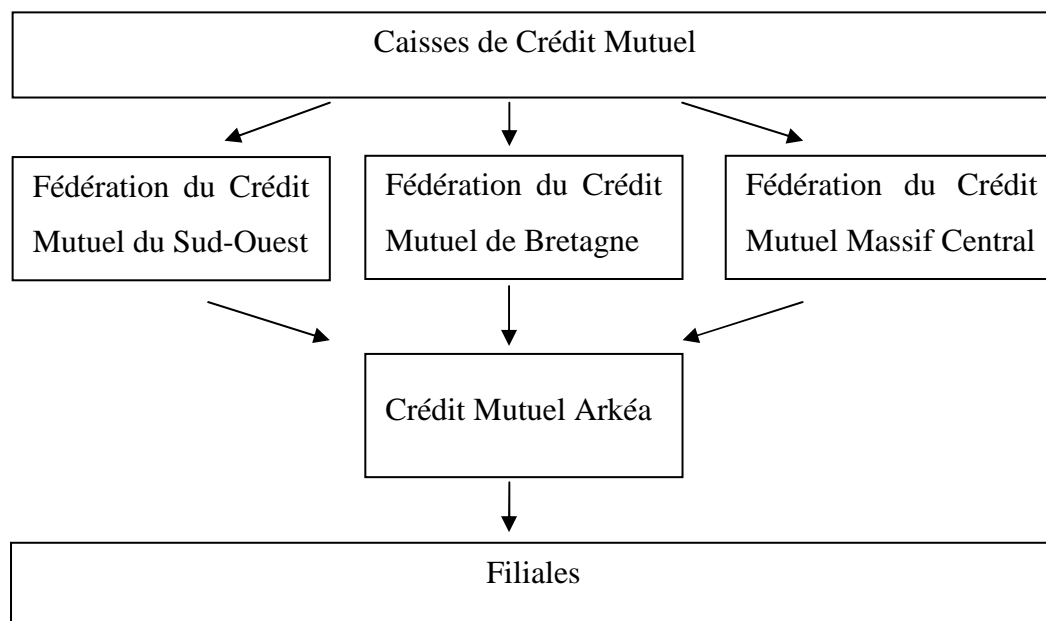 Caisses de Crédit Mutuel
Fédération du Crédit
Mutuel du Sud-Ouest
Fédération du Crédit
Mutuel de Bretagne
Fédération du Crédit
Mutuel Massif Central
Crédit Mutuel Arkéa
Filiales